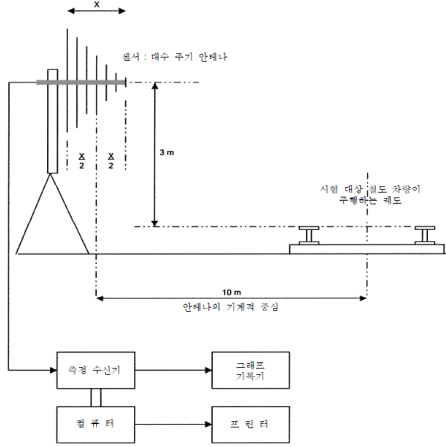 X
센서 : 대수 주기 안테나
X
2
X
2
3 m
시험 대상 철도 차량이
주행하는 궤도
10 m
안테나의 기계적 중심
측정 수신기
그래프
기록기
컴 퓨 터
프 린 터